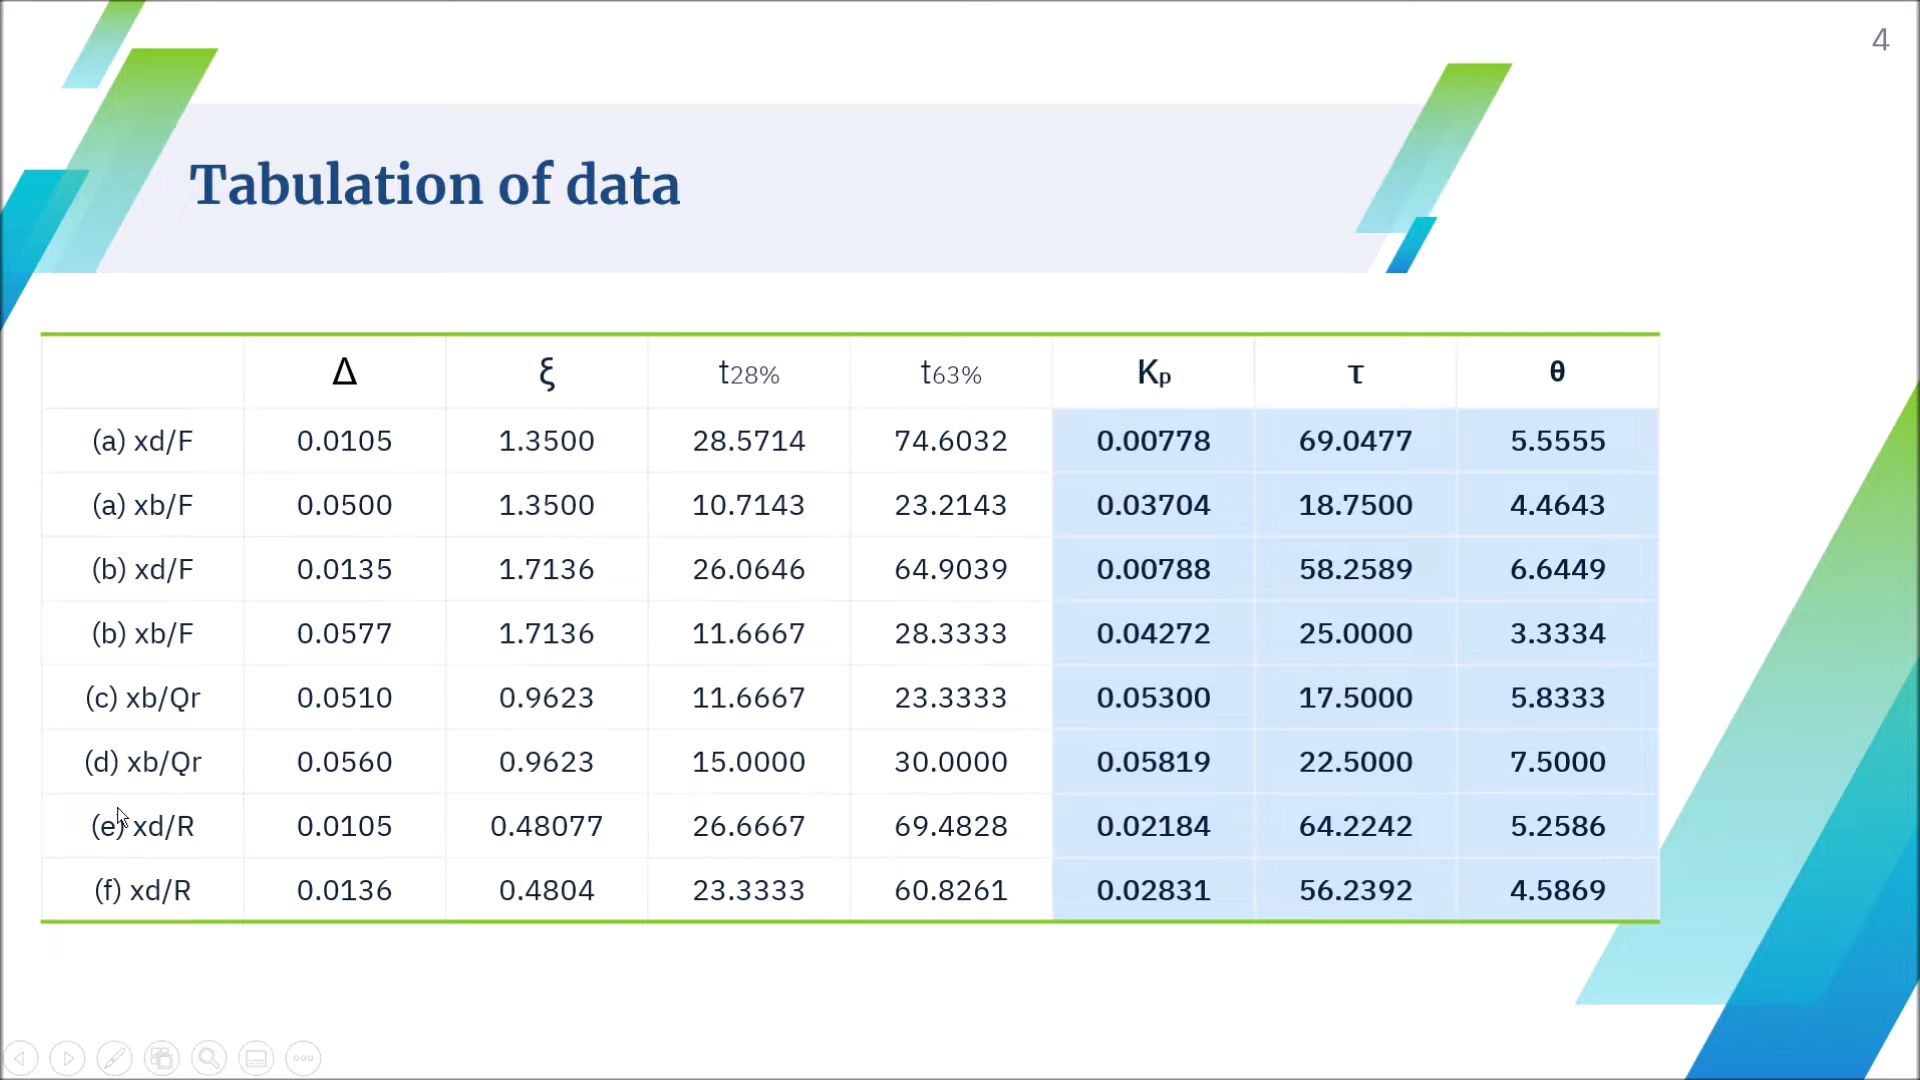 4
Tabulation of data
Δ ξ t28% t63% Kp τ θ
(a) xd/F 0.0105 1.3500 28.5714 74.6032 0.00778 69.0477 5.5555
(a) xb/F 0.0500 1.3500 10.7143 23.2143 0.03704 18.7500 4.4643
(b) xd/F 0.0135 1.7136 26.0646 64.9039 0.00788 58.2589 6.6449
(b) xb/F 0.0577 1.7136 11.6667 28.3333 0.04272 25.0000 3.3334
(c) xb/Qr 0.0510 0.9623 11.6667 23.3333 0.05300 17.5000 5.8333
(d) xb/Qr 0.0560 0.9623 15.0000 30.0000 0.05819 22.5000 7.5000
(e) xd/R 0.0105 0.48077 26.6667 69.4828 0.02184 64.2242 5.2586
(f) xd/R 0.0136 0.4804 23.3333 60.8261 0.02831 56.2392 4.5869